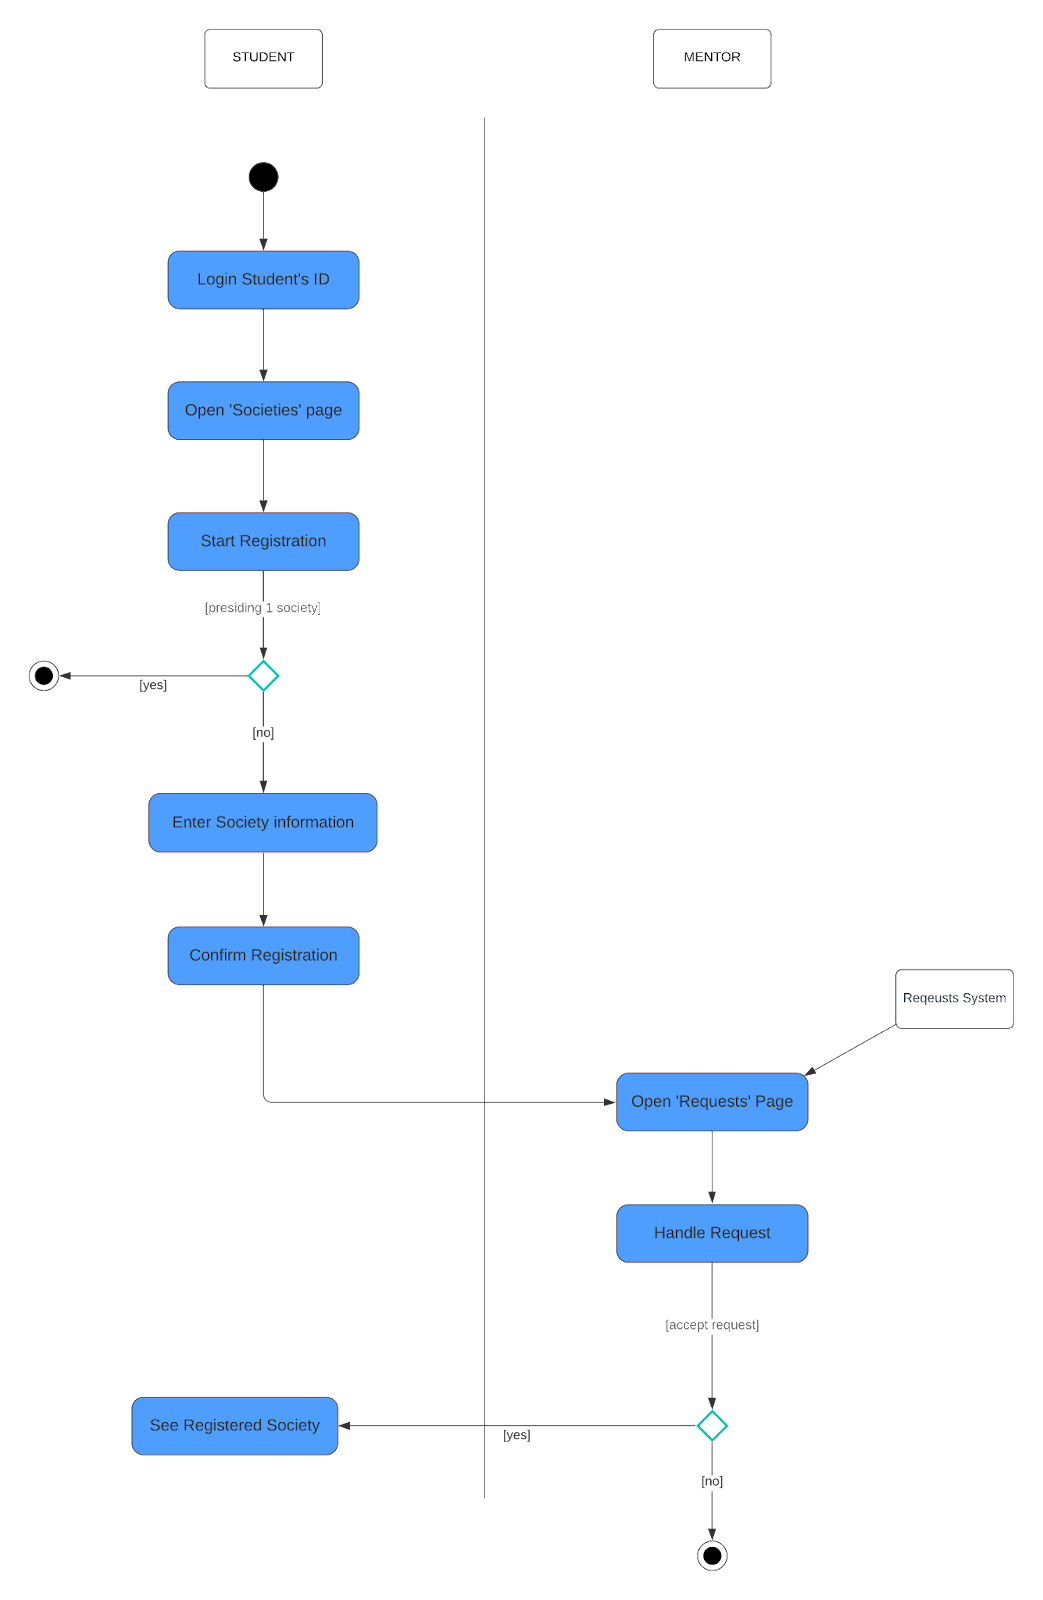 STUDENT
MENTOR
Login Student's ID
Open 'Societies' page
Start Registration
[presiding 1 society]
[yes]
[no]
Enter Society information
Confirm Registration
Reqeusts System
Open 'Requests' Page
Handle Request
[accept request]
See Registered Society
[yes]
[no]